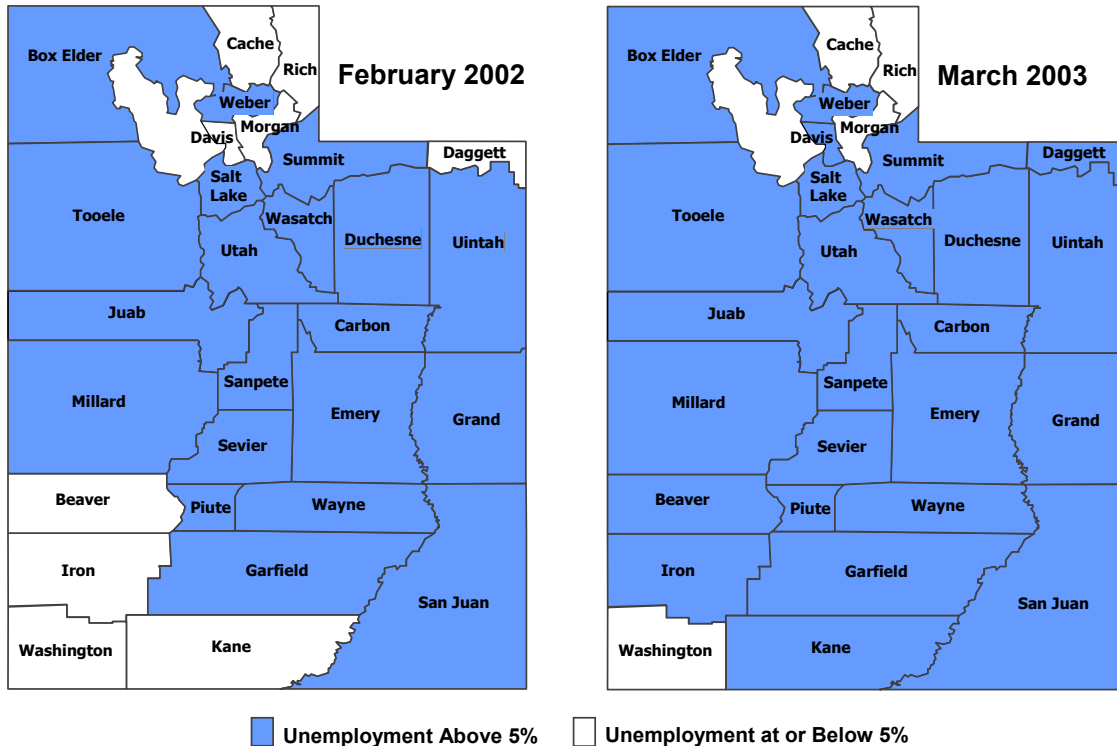 February 2002
Box Elder
Cache
Rich
Weber
Morgan
Davis
Summit
Daggett
Salt
Lake
Tooele
Wasatch
Duchesne
Uintah
Utah
Juab
Carbon
Sanpete
Millard
Emery
Grand
Sevier
Beaver
Piute
Wayne
Iron
Garfield
San Juan
Washington
Kane
March 2003
Box Elder
Cache
Rich
Weber
Morgan
Davis
Summit
Daggett
Salt
Lake
Tooele
Wasatch
Duchesne
Uintah
Utah
Juab
Carbon
Sanpete
Millard
Emery
Grand
Sevier
Beaver
Piute
Wayne
Iron
Garfield
San Juan
Washington
Kane
Unemployment Above 5%
Unemployment at or Below 5%